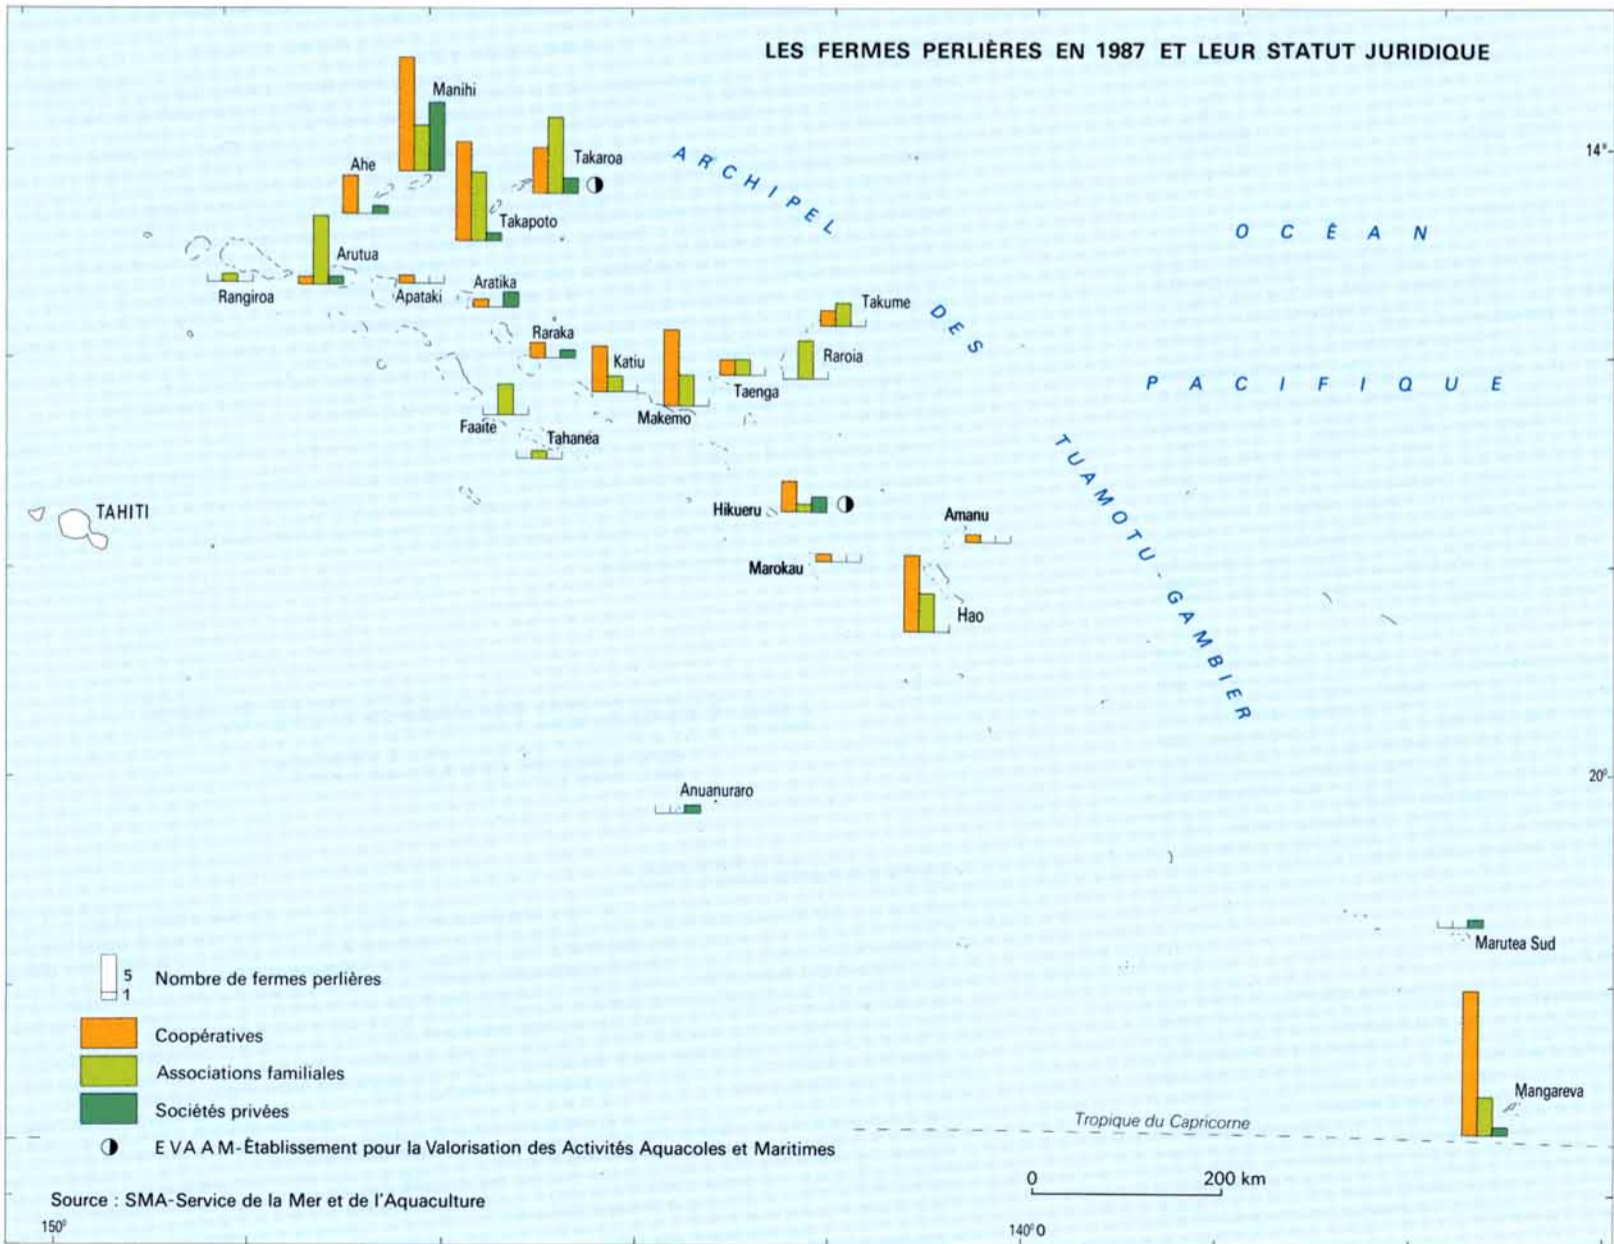 LES FERMES PERLIÈRES EN 1987 ET LEUR STATUT JURIDIQUE
Manihi
Ahe
Takaroa
Takapoto
ARCHIPEL
14°
OCÉAN
Arutua
Rangiroa
Apataki
Aratika
Takume
DES
Raraka
Katiu
Raroia
Taenga
PACIFIQUE
Makemo
Faaite
Tahanea
TUAMOTU-GAMBIER
TAHITI
Hikueru
Amanu
Marokau
Hao
20°
Anuanuraro
Marutea Sud
5
1
Nombre de fermes perlières
Coopératives
Associations familiales
Sociétés privées
EVAAM-Établissement pour la Valorisation des Activités Aquacoles et Maritimes
Mangareva
Tropique du Capricorne
0 200 km
Source : SMA-Service de la Mer et de l'Aquaculture
150°
140° O